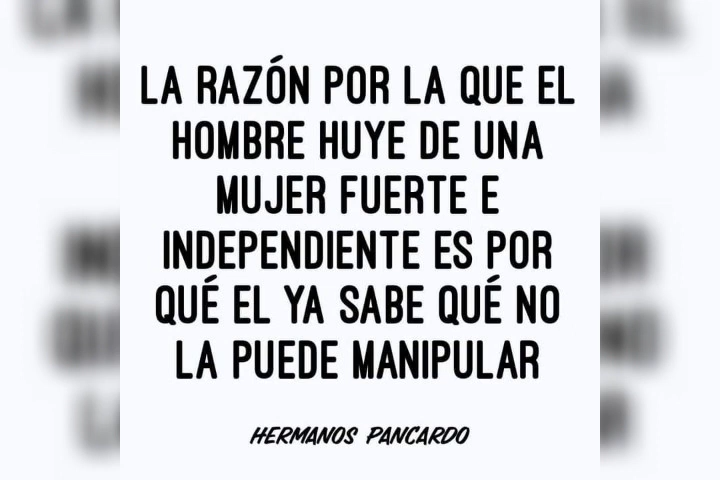 LA RAZÓN POR LA QUE EL
HOMBRE HUYE DE UNA
MUJER FUERTE E
INDEPENDIENTE ES POR
QUÉ EL YA SABE QUÉ NO
LA PUEDE MANIPULAR
HERMANOS PANCARDO